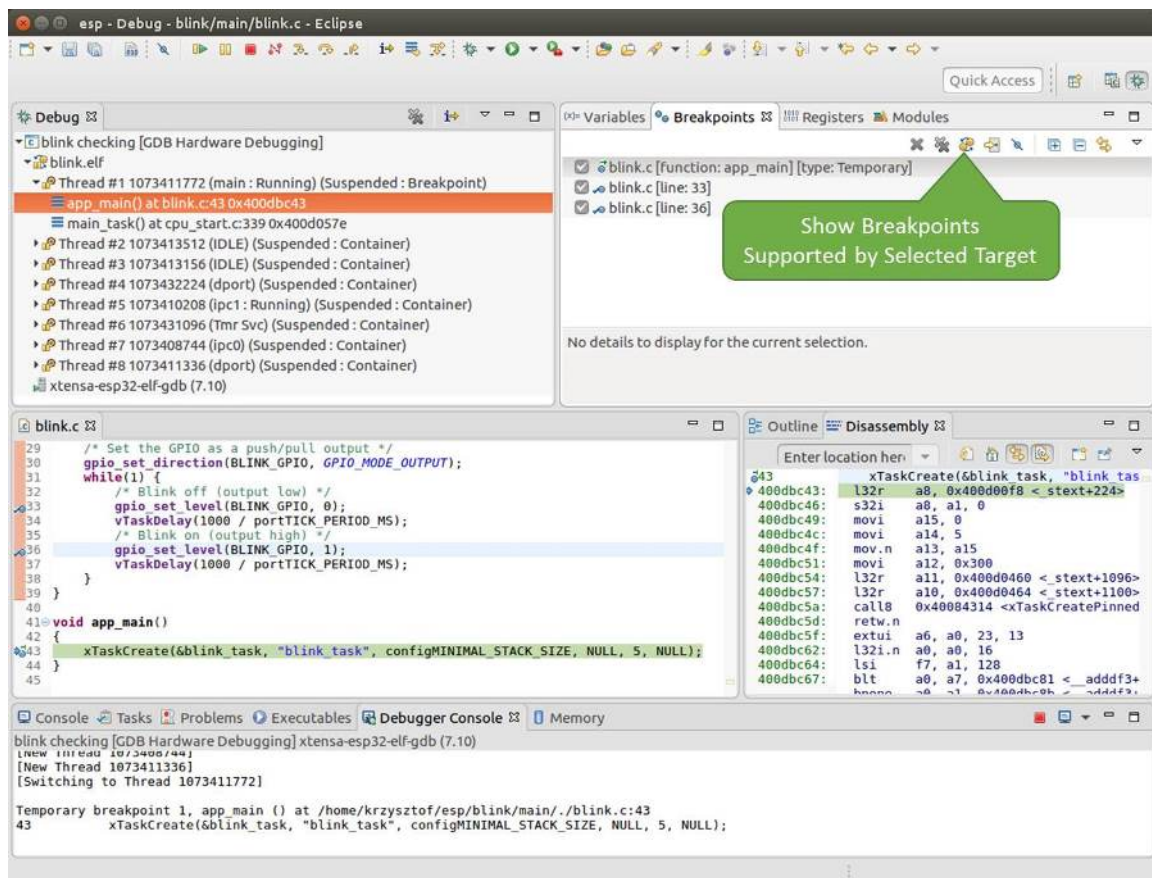 esp - Debug - blink/main/blink.c - Eclipse
Quick Access
Debug
blink checking [GDB Hardware Debugging]
blink.elf
Thread #1 1073411772 (main : Running) (Suspended : Breakpoint)
app_main() at blink.c:43 0x400dbc43
main_task() at cpu_start.c:339 0x400d057e
Thread #2 1073413512 (IDLE) (Suspended : Container)
Thread #3 1073413156 (IDLE) (Suspended : Container)
Thread #4 1073432224 (dport) (Suspended : Container)
Thread #5 1073410208 (ipc1 : Running) (Suspended : Container)
Thread #6 1073431096 (Tmr Svc) (Suspended : Container)
Thread #7 1073408744 (ipc0) (Suspended : Container)
Thread #8 1073411336 (dport) (Suspended : Container)
xtensa-esp32-elf-gdb (7.10)
(x)= Variables Breakpoints Registers Modules
blink.c [function: app_main] [type: Temporary]
blink.c [line: 33]
blink.c [line: 36]
Show Breakpoints
Supported by Selected Target
No details to display for the current selection.
blink.c
29 /* Set the GPIO as a push/pull output */
30 gpio_set_direction(BLINK_GPIO, GPIO_MODE_OUTPUT);
31 while(1) {
32 /* Blink off (output low) */
33 gpio_set_level(BLINK_GPIO, 0);
34 vTaskDelay(1000 / portTICK_PERIOD_MS);
35 /* Blink on (output high) */
36 gpio_set_level(BLINK_GPIO, 1);
37 vTaskDelay(1000 / portTICK_PERIOD_MS);
38 }
39 }
40
41 void app_main()
42 {
43 xTaskCreate(&blink_task, "blink_task", configMINIMAL_STACK_SIZE, NULL, 5, NULL);
44 }
45
Outline Disassembly
Enter location her
43 xTaskCreate(&blink_task, "blink_tas
400dbc43: l32r a8, 0x400d00f8 <_stext+224>
400dbc46: s32i a8, a1, 0
400dbc49: movi a15, 0
400dbc4c: movi a14, 5
400dbc4f: mov.n a13, a15
400dbc51: movi a12, 0x300
400dbc54: l32r a11, 0x400d0460 <_stext+1096>
400dbc57: l32r a10, 0x400d0464 <_stext+1100>
400dbc5a: call8 0x40084314 <xTaskCreatePinned
400dbc5d: retw.n
400dbc5f: extui a6, a0, 23, 13
400dbc62: l32i.n a0, a0, 16
400dbc64: lsi f7, a1, 128
400dbc67: blt a0, a7, 0x400dbc81 <__adddf3+
Console Tasks Problems Executables Debugger Console Memory
blink checking [GDB Hardware Debugging] xtensa-esp32-elf-gdb (7.10)
[New Thread 1073408744]
[New Thread 1073411336]
[Switching to Thread 1073411772]
Temporary breakpoint 1, app_main () at /home/krzysztof/esp/blink/main/./blink.c:43
43 xTaskCreate(&blink_task, "blink_task", configMINIMAL_STACK_SIZE, NULL, 5, NULL);